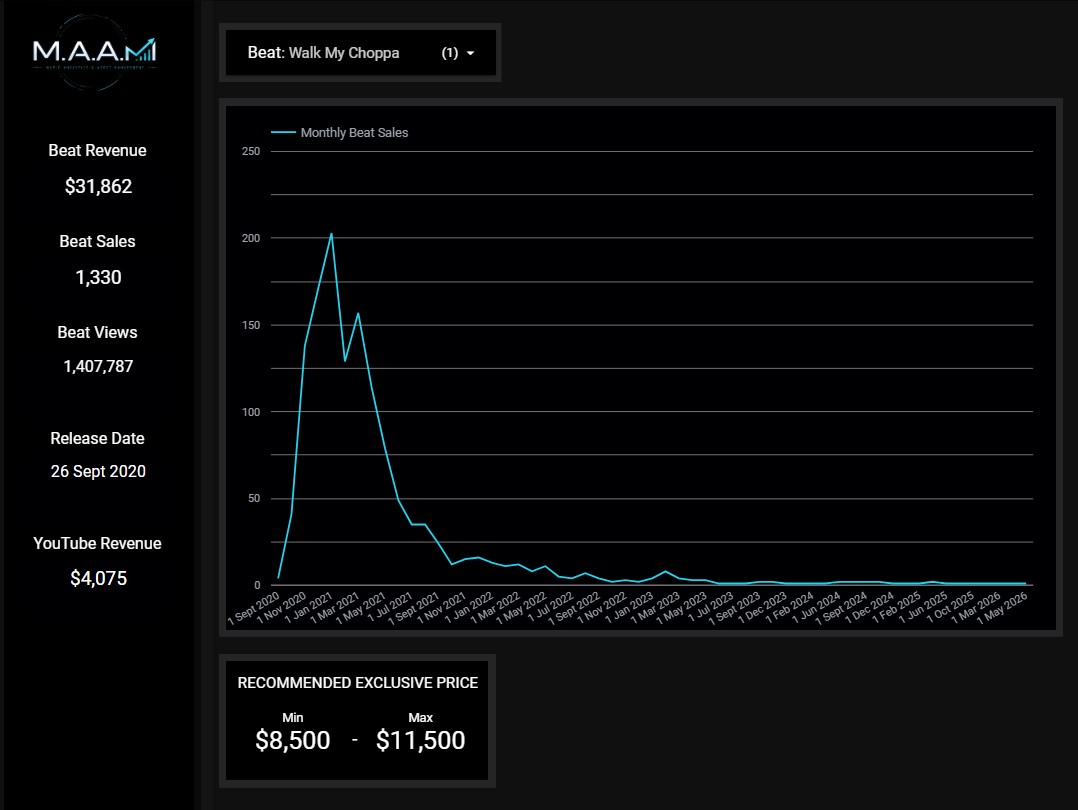 M.A.A.M
MUSIC ANALYTICS & ASSET MANAGEMENT
Beat Revenue
$31,862
Beat Sales
1,330
Beat Views
1,407,787
Release Date
26 Sept 2020
YouTube Revenue
$4,075
Beat: Walk My Choppa (1)
Monthly Beat Sales
250
200
150
100
50
0
1 Sept 2020
1 Nov 2020
1 Jan 2021
1 Mar 2021
1 May 2021
1 Jul 2021
1 Sept 2021
1 Nov 2021
1 Jan 2022
1 Mar 2022
1 May 2022
1 Jul 2022
1 Sept 2022
1 Nov 2022
1 Jan 2023
1 Mar 2023
1 May 2023
1 Jul 2023
1 Sept 2023
1 Dec 2023
1 Feb 2024
1 Jun 2024
1 Sept 2024
1 Dec 2024
1 Feb 2025
1 Jun 2025
1 Oct 2025
1 Mar 2026
1 May 2026
RECOMMENDED EXCLUSIVE PRICE
Min Max
$8,500 - $11,500